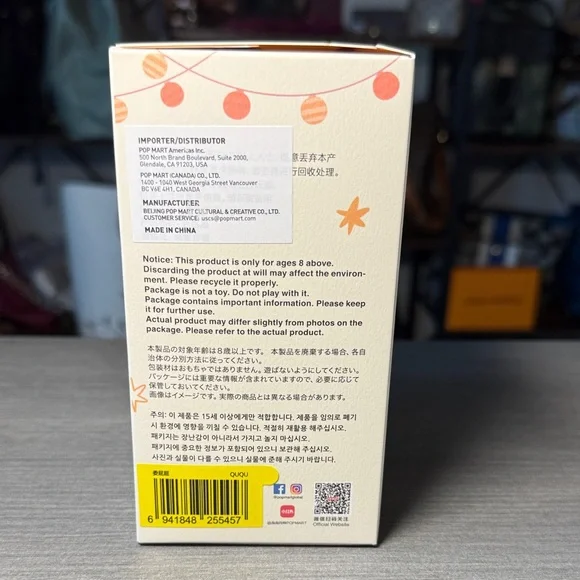 IMPORTER/DISTRIBUTOR
POP MART Americas Inc.
500 North Brand Boulevard, Suite 2000,
Glendale, CA 91203, USA
POP MART (CANADA) CO., LTD.
1400 - 1040 West Georgia Street Vancouver
BC V6E 4H1, CANADA
MANUFACTURER
BEIJING POP MART CULTURAL & CREATIVE CO., LTD.
CUSTOMER SERVICE: uscs@popmart.com
MADE IN CHINA
意丢弃本产
行回收处理。
Notice: This product is only for ages 8 above.
Discarding the product at will may affect the environ-
ment. Please recycle it properly.
Package is not a toy. Do not play with it.
Package contains important information. Please keep
it for further use.
Actual product may differ slightly from photos on the
package. Please refer to the actual product.
本製品の対象年齢は8歳以上です。 本製品を廃棄する場合、各自
治体の分別方法に従ってください。
包装材はおもちゃではありません。遊ばないようにしてください。
パッケージには重要な情報が含まれていますので、必要に応じて
保管しておいてください。
画像はイメージです。実際の商品とは異なる場合があります。
주의: 이 제품은 15세 이상에게만 적합합니다. 제품을 임의로 폐기
시 환경에 영향을 끼칠 수 있습니다. 적절히 재활용 해주십시오.
패키지는 장난감이 아니라서 가지고 놀지 마십시오.
패키지에 중요한 정보가 포함되어 있으니 보관해 주십시오.
사진과 실물이 다를 수 있으니 실물에 준해 주시기 바랍니다.
QUQU
6 941848 255457
@popmartglobal
微信扫码关注
Official Website